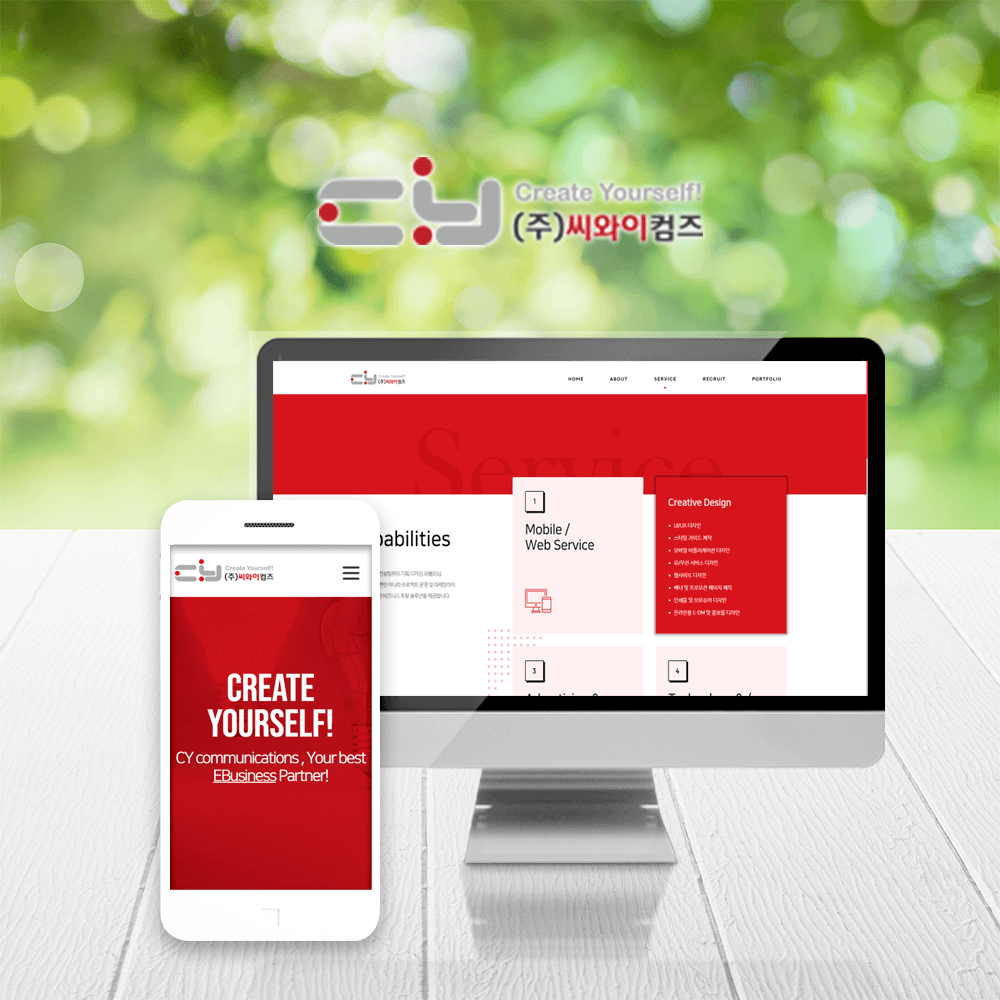 Create Yourself!
(주)씨와이컴즈
Create Yourself!
(주)씨와이컴즈
HOME
ABOUT
SERVICE
RECRUIT
PORTFOLIO
Service
1
Mobile /
Web Service
Creative Design
• UI/UX 디자인
• 스타일 가이드 제작
• 모바일 어플리케이션 디자인
• 유/무선 서비스 디자인
• 웹사이트 디자인
• 배너 및 프로모션 페이지 제작
• 인쇄물 및 브로슈어 디자인
• 온라인용 E-DM 및 홍보물 디자인
abilities
3
4
Create Yourself!
(주)씨와이컴즈
CREATE
YOURSELF!
CY communications , Your best
EBusiness Partner!